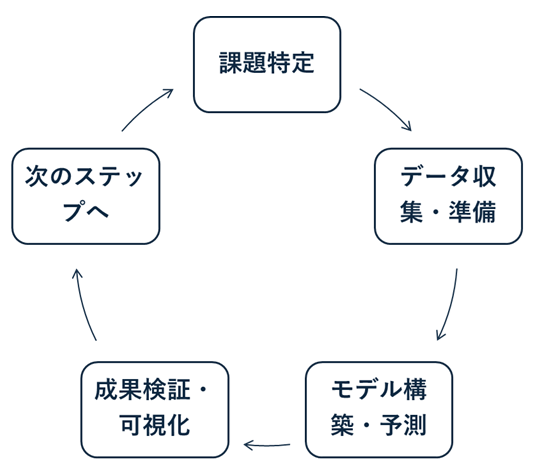 課題特定
データ収
集・準備
モデル構
築・予測
成果検証・
可視化
次のステッ
プへ